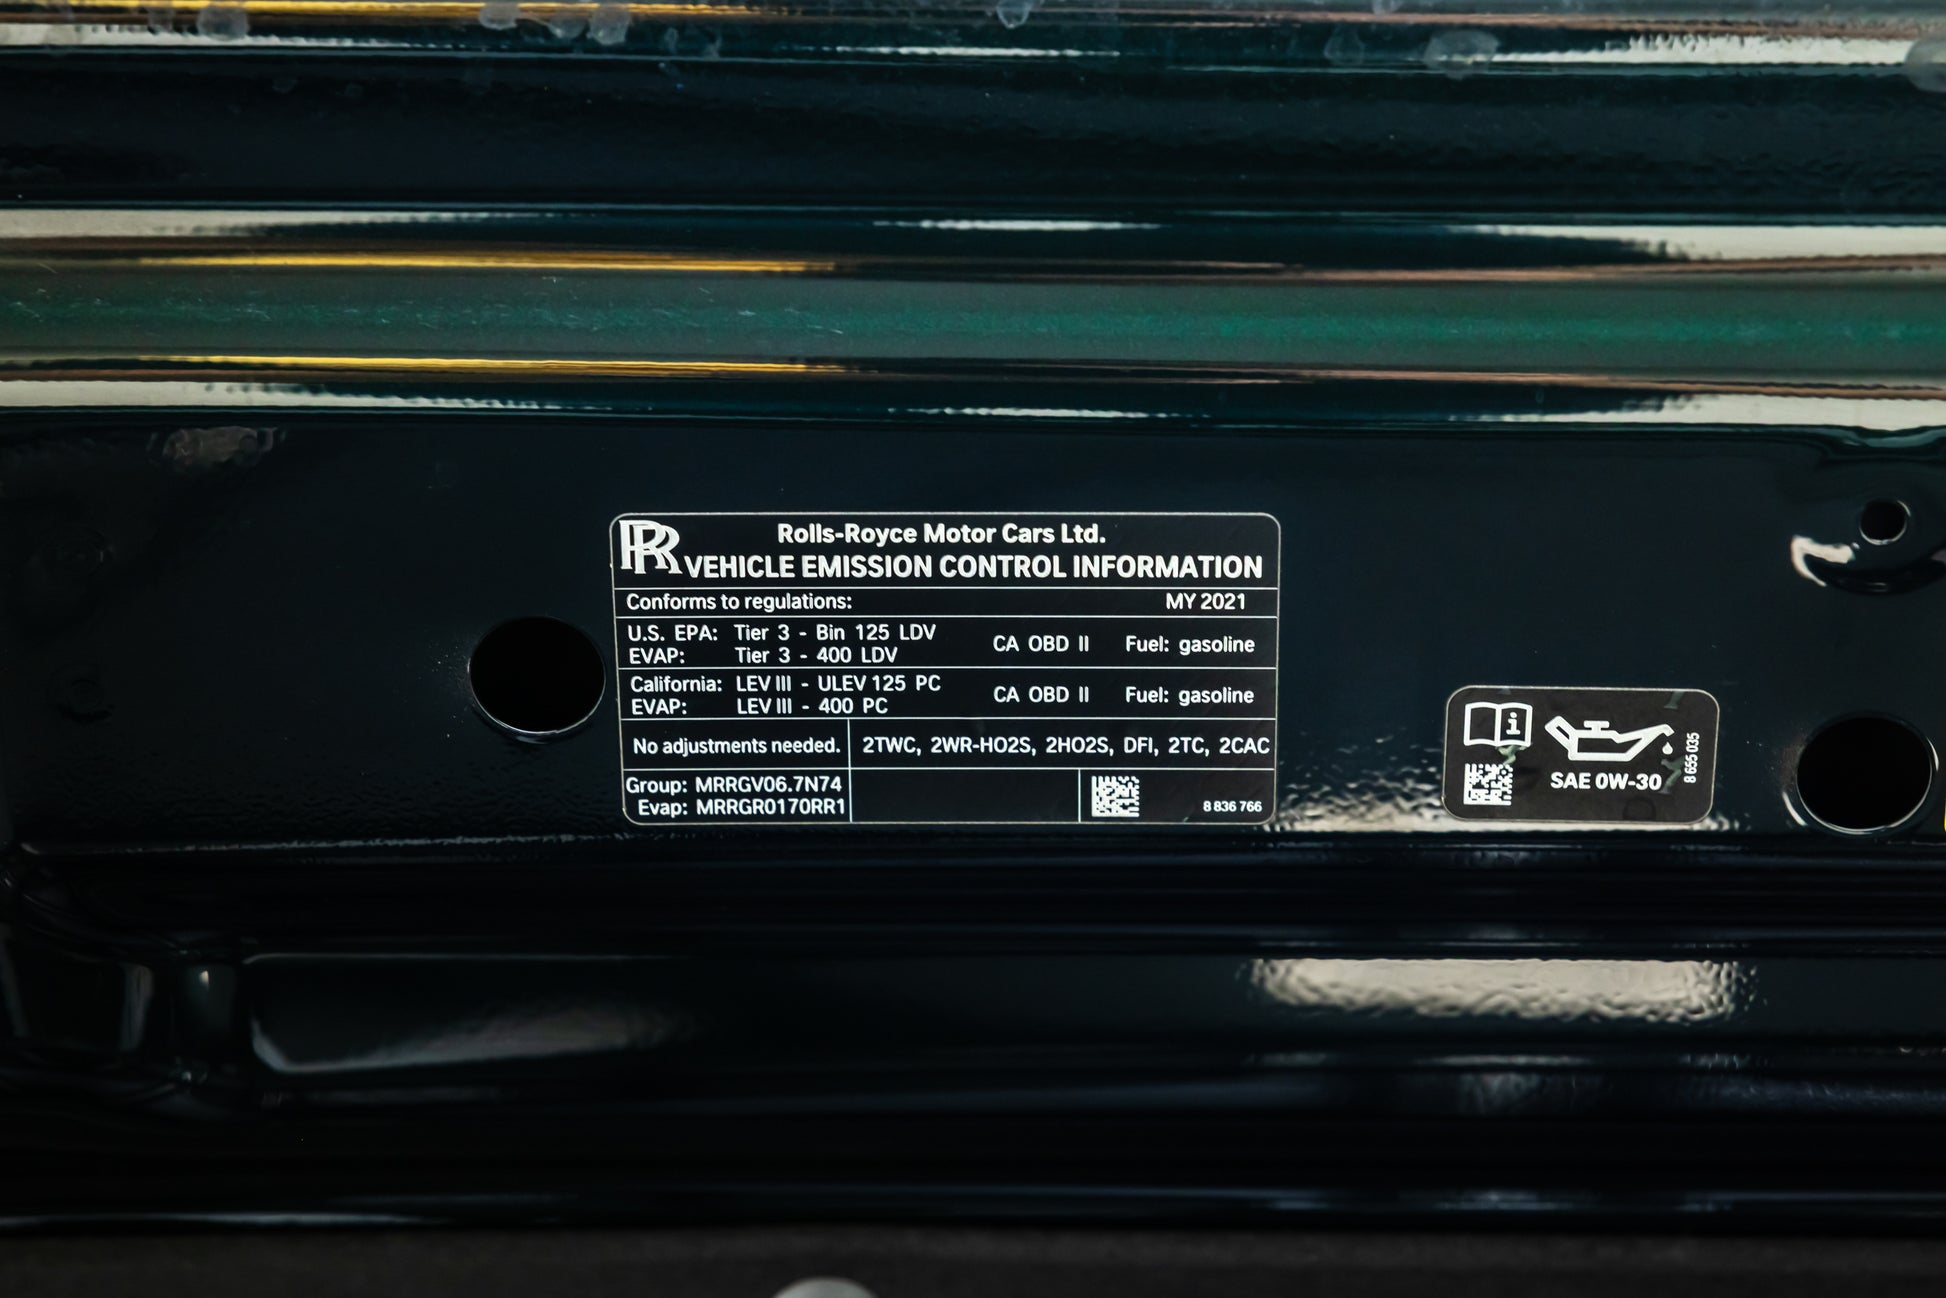 RR
Rolls-Royce Motor Cars Ltd.
VEHICLE EMISSION CONTROL INFORMATION
Conforms to regulations: MY 2021
U.S. EPA: Tier 3 - Bin 125 LDV CA OBD II Fuel: gasoline
EVAP: Tier 3 - 400 LDV
California: LEV III - ULEV 125 PC CA OBD II Fuel: gasoline
EVAP: LEV III - 400 PC
No adjustments needed. 2TWC, 2WR-HO2S, 2HO2S, DFI, 2TC, 2CAC
Group: MRRGV06.7N74
Evap: MRRGR0170RR1
8 836 766
i
SAE 0W-30
8 655 035